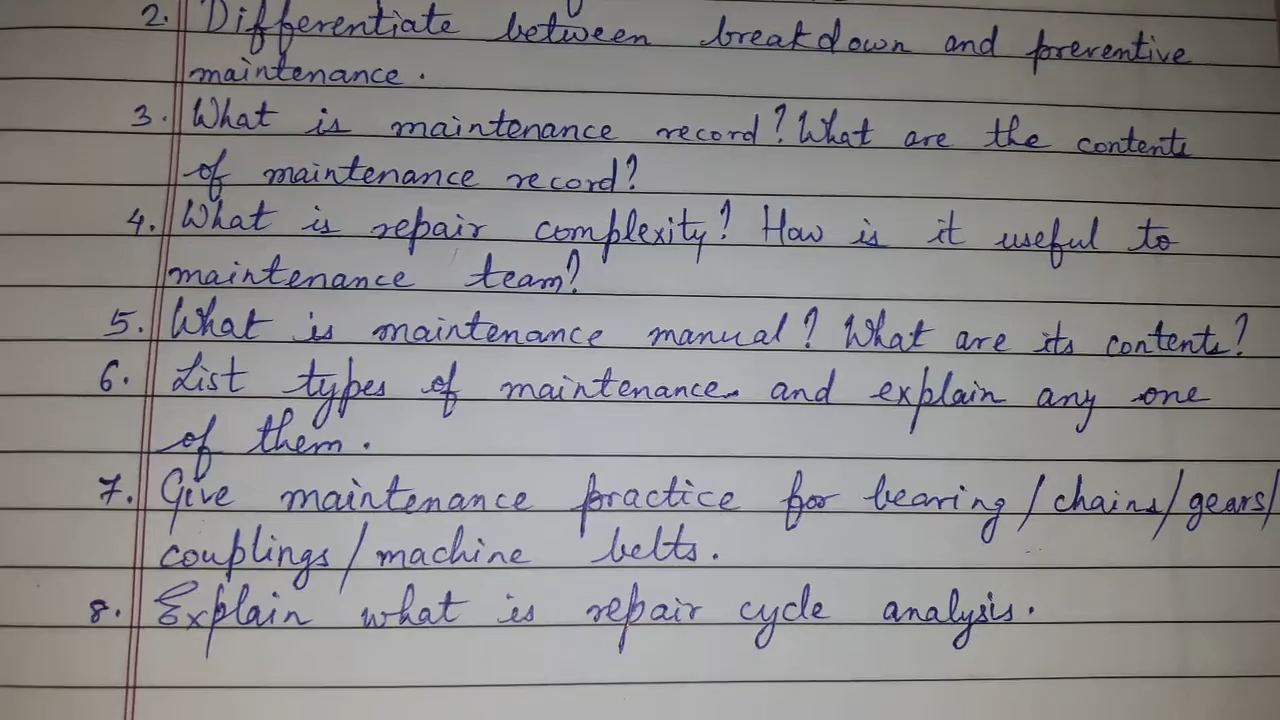 2. Differentiate between breakdown and preventive
maintenance.
3. What is maintenance record? What are the contents
of maintenance record?
4. What is repair complexity? How is it useful to
maintenance team?
5. What is maintenance manual? What are its contents?
6. List types of maintenance and explain any one
of them.
7. Give maintenance practice for bearing/chains/gears/
couplings/machine belts.
8. Explain what is repair cycle analysis.